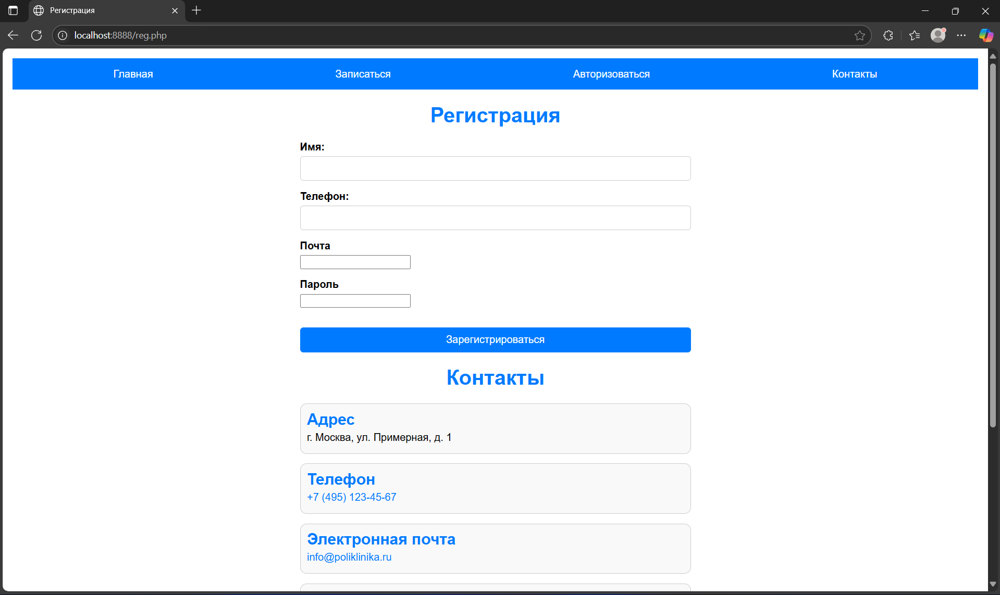 Регистрация
localhost:8888/reg.php
Главная Записаться Авторизоваться Контакты
Регистрация
Имя:
Телефон:
Почта
Пароль
Зарегистрироваться
Контакты
Адрес
г. Москва, ул. Примерная, д. 1
Телефон
+7 (495) 123-45-67
Электронная почта
info@poliklinika.ru